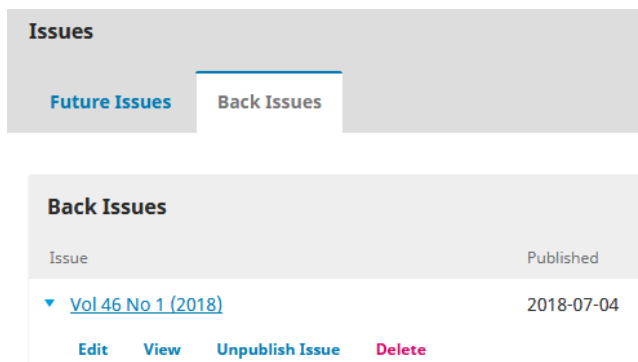 Issues
Future Issues Back Issues
Back Issues
Issue Published
Vol 46 No 1 (2018) 2018-07-04
Edit View Unpublish Issue Delete